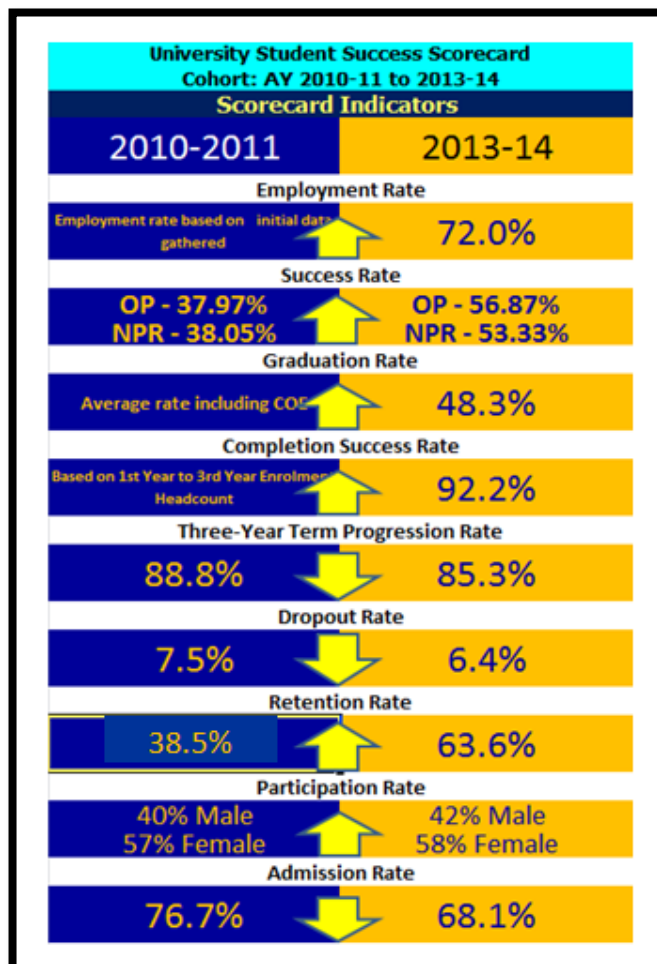 University Student Success Scorecard
Cohort: AY 2010-11 to 2013-14
Scorecard Indicators
2010-2011 2013-14
Employment Rate
Employment rate based on initial data
gathered
72.0%
Success Rate
OP - 37.97% OP - 56.87%
NPR - 38.05% NPR - 53.33%
Graduation Rate
Average rate including COE 48.3%
Completion Success Rate
Based on 1st Year to 3rd Year Enrolment
Headcount
92.2%
Three-Year Term Progression Rate
88.8% 85.3%
Dropout Rate
7.5% 6.4%
Retention Rate
38.5% 63.6%
Participation Rate
40% Male 42% Male
57% Female 58% Female
Admission Rate
76.7% 68.1%